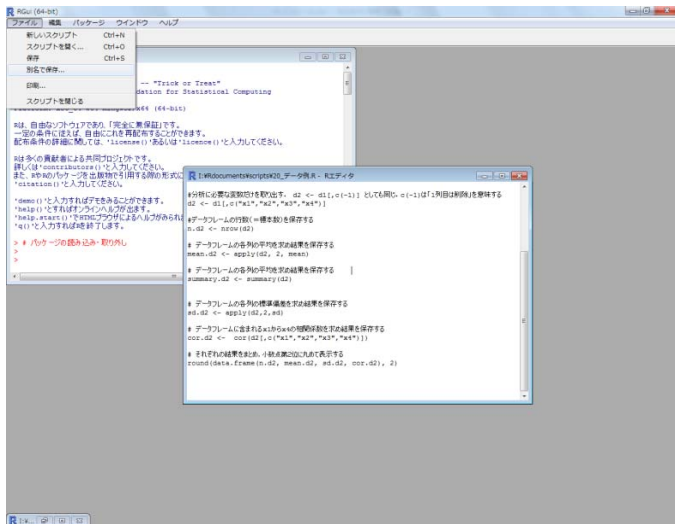 RGui (64-bit)
ファイル 編集 パッケージ ウインドウ ヘルプ
新しいスクリプト Ctrl+N
スクリプトを開く... Ctrl+O
保存 Ctrl+S
別名で保存...
印刷...
スクリプトを閉じる
-- "Trick or Treat"
dation for Statistical Computing
(64-bit)
Rは、自由なソフトウェアであり、「完全に無保証」です。
一定の条件に従えば、自由にこれを再配布することができます。
配布条件の詳細に関しては、'license()'あるいは'licence()'と入力してください。
Rは多くの貢献者による共同プロジェクトです。
詳しくは'contributors()'と入力してください。
また、RやRのパッケージを出版物で引用する際の形式に
'citation()'と入力してください。
'demo()'と入力すればデモをみることができます。
'help()'とすればオンラインヘルプが出ます。
'help.start()'でHTMLブラウザによるヘルプがみられ
'q()'と入力すればRを終了します。
> # パッケージの読み込み・取り外し
>
>
I:¥Rdocuments¥scripts¥20_データ例.R - Rエディタ
#分析に必要な変数だけを取り出す。 d2 <- d1[,c(-1)] としても同じ。c(-1)は「1列目は削除」を意味する
d2 <- d1[,c("x1","x2","x3","x4")]
#データフレームの行数(=標本数)を保存する
n.d2 <- nrow(d2)
# データフレームの各列の平均を求め結果を保存する
mean.d2 <- apply(d2, 2, mean)
# データフレームの各列の平均を求め結果を保存する
summary.d2 <- summary(d2)
# データフレームの各列の標準偏差を求め結果を保存する
sd.d2 <- apply(d2,2,sd)
# データフレームに含まれるx1からx4の相関係数を求め結果を保存する
cor.d2 <- cor(d2[,c("x1","x2","x3","x4")])
# それぞれの結果をまとめ、小数点第2位に丸めて表示する
round(data.frame(n.d2, mean.d2, sd.d2, cor.d2), 2)
I:¥...